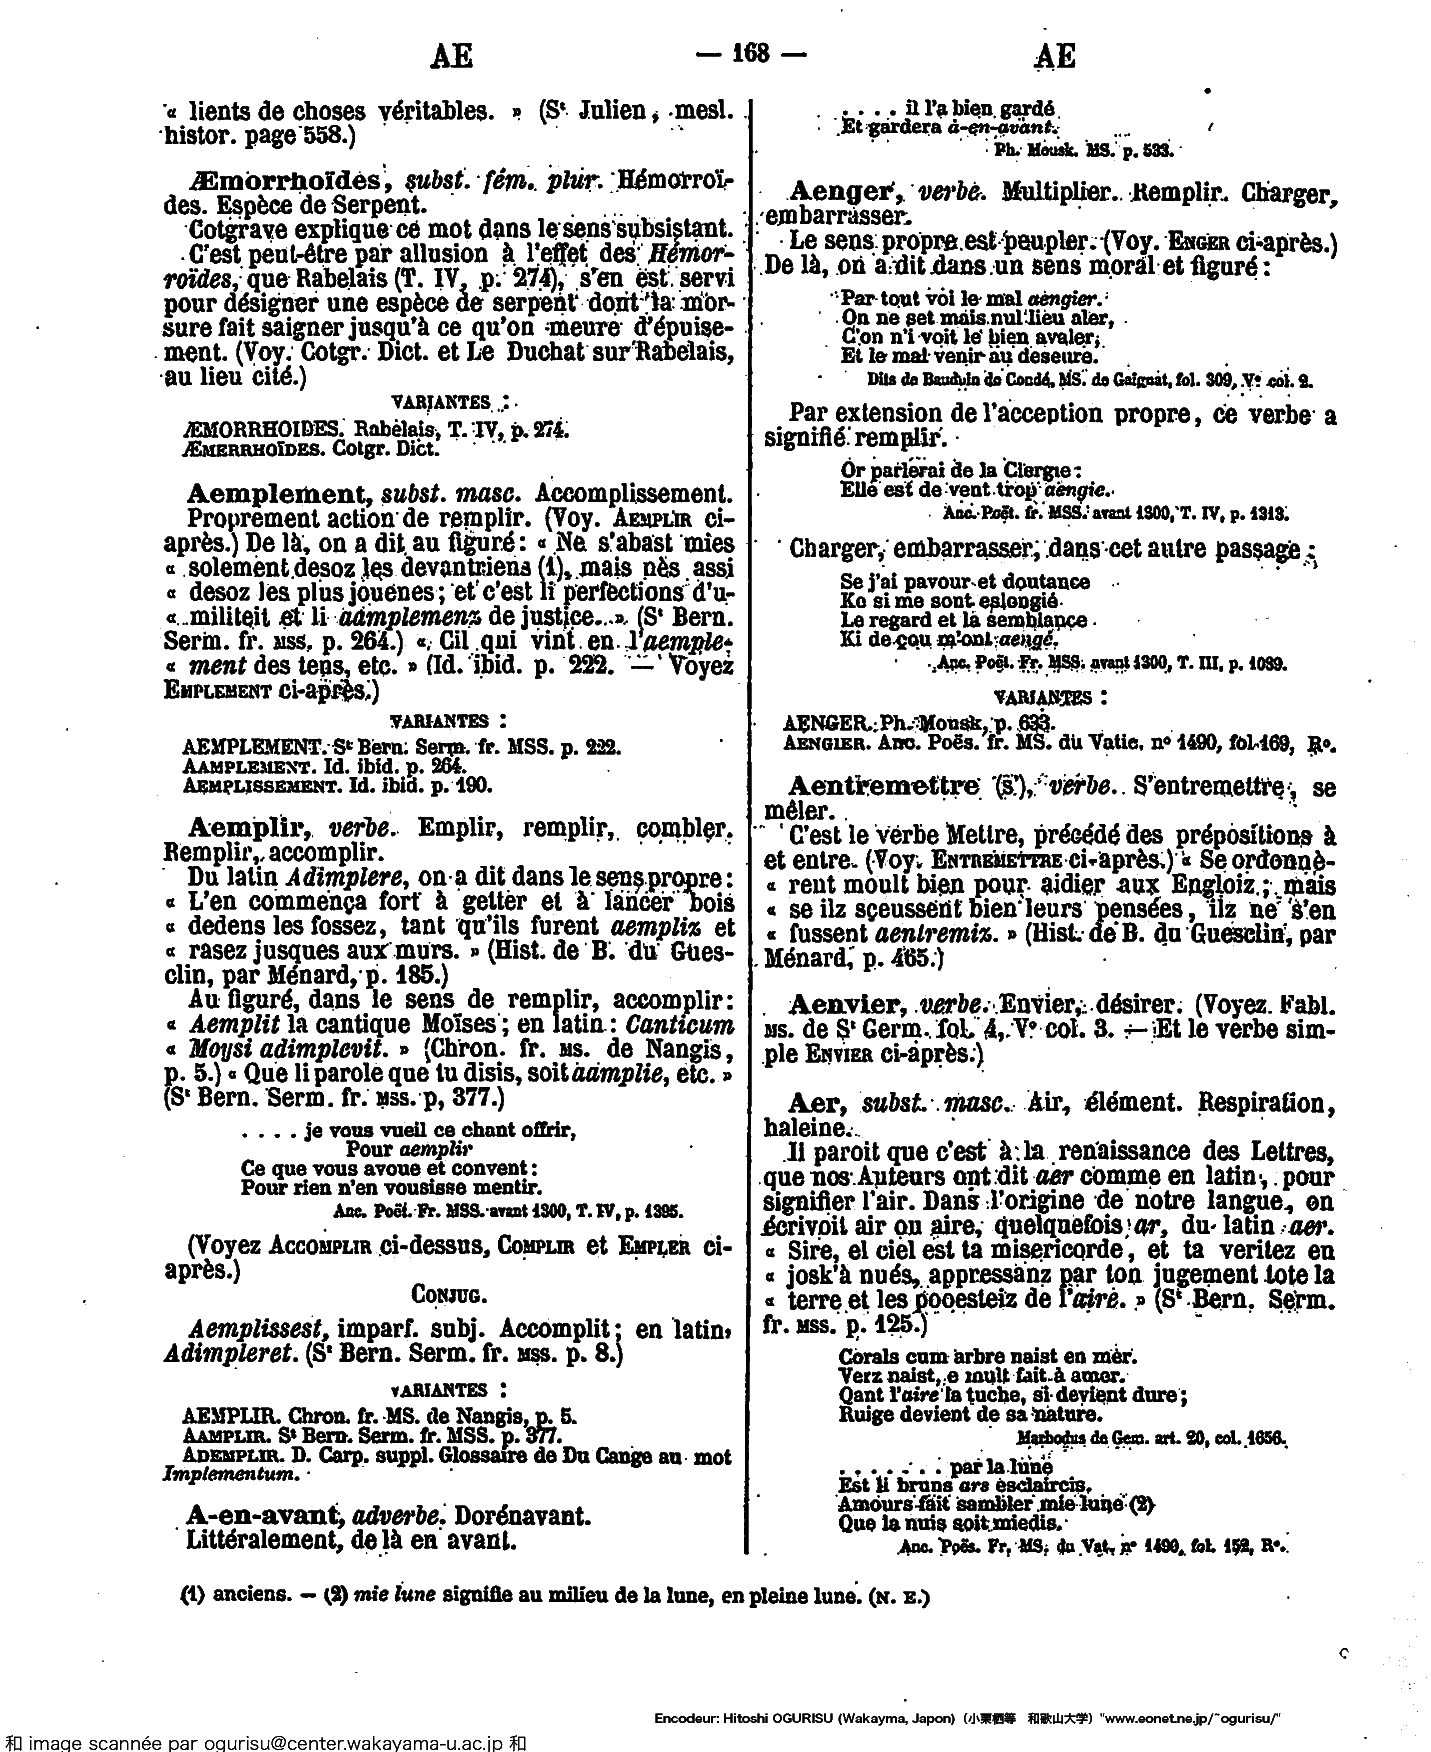 AE — 168 — AE
« lients de choses véritables. » (St Julien, mesl.
histor. page 558.)
Æmorrhoïdes, subst. fém. plur. Hémorroï-
des. Espèce de Serpent.
Cotgrave explique ce mot dans le sens subsistant.
C'est peut-être par allusion à l'effet des Hémor-
roïdes, que Rabelais (T. IV, p. 274), s'en est servi
pour désigner une espèce de serpent dont la mor-
sure fait saigner jusqu'à ce qu'on meure d'épuise-
ment. (Voy. Cotgr. Dict. et Le Duchat sur Rabelais,
au lieu cité.)
VARIANTES :
ÆMORRHOIDES. Rabelais, T. IV, p. 274.
ÆMERRHOÏDES. Cotgr. Dict.
Aemplement, subst. masc. Accomplissement.
Proprement action de remplir. (Voy. AEMPLIR ci-
après.) De là, on a dit au figuré : « Ne s'abast mies
« solement desoz les devantriens (1), mais nès assi
« desoz les plus jouenes ; et c'est li perfections d'u-
« militeit et li aamplemenz de justice. » (St Bern.
Serm. fr. MSS. p. 264.) « Cil qui vint en l'aemple-
« ment des tens, etc. » (Id. ibid. p. 222. — Voyez
EMPLEMENT ci-après.)
VARIANTES :
AEMPLEMENT. St Bern. Serm. fr. MSS. p. 222.
AAMPLEMENT. Id. ibid. p. 264.
AEMPLISSEMENT. Id. ibid. p. 190.
Aemplir, verbe. Emplir, remplir, combler.
Remplir, accomplir.
Du latin Adimplere, on a dit dans le sens propre :
« L'en commença fort à getter et à lancer bois
« dedens les fossez, tant qu'ils furent aempliz et
« rasez jusques aux murs. » (Hist. de B. du Gues-
clin, par Ménard, p. 185.)
Au figuré, dans le sens de remplir, accomplir :
« Aemplit la cantique Moïses ; en latin : Canticum
« Moysi adimplevit. » (Chron. fr. MS. de Nangis,
p. 5.) « Que li parole que tu disis, soit aamplie, etc. »
(St Bern. Serm. fr. MSS. p, 377.)
. . . . je vous vueil ce chant offrir,
Pour aemplir
Ce que vous avoue et convent :
Pour rien n'en vousisse mentir.
Anc. Poët. Fr. MSS. avant 1300, T. IV, p. 1395.
(Voyez ACCOMPLIR ci-dessus, COMPLIR et EMPLER ci-
après.)
CONJUG.
Aemplissest, imparf. subj. Accomplit ; en latin,
Adimpleret. (St Bern. Serm. fr. MSS. p. 8.)
VARIANTES :
AEMPLIR. Chron. fr. MS. de Nangis, p. 5.
AAMPLIR. St Bern. Serm. fr. MSS. p. 377.
ADEMPLIR. D. Carp. suppl. Glossaire de Du Cange au mot
Implementum.
A-en-avant, adverbe. Dorénavant.
Littéralement, de là en avant.
. . . . il l'a bien gardé
Et gardera a-en-avant.
Ph. Mousk. MS. p. 533.
Aenger, verbe. Multiplier. Remplir. Charger,
embarrasser.
Le sens propre est peupler. (Voy. ENGER ci-après.)
De là, on a dit dans un sens moral et figuré :
Par tout voi le mal aengier.
On ne set mais nul lieu aler,
C'on n'i voit le bien avaler,
Et le mal venir au deseure.
Dits de Bauduin de Condé, MS. de Gaignat, fol. 309, Vo col. 2.
Par extension de l'acception propre, ce verbe a
signifié remplir.
Or parlerai de la Clergie :
Elle est de vent trop aengie.
Anc. Poët. fr. MSS. avant 1300, T. IV, p. 1313.
Charger, embarrasser, dans cet autre passage :
Se j'ai pavour et doutance
Ke si me sont eslongié
Le regard et la semblance
Ki de çou m'ont aengé.
Anc. Poët. Fr. MSS. avant 1300, T. III, p. 1039.
VARIANTES :
AENGER. Ph. Mousk, p. 633.
AENGIER. Anc. Poës. fr. MS. du Vatic. no 1490, fol. 169, Ro.
Aentremettre (s'), verbe. S'entremettre, se
mêler.
C'est le verbe Mettre, précédé des prépositions à
et entre. (Voy. ENTREMETTRE ci-après.) « Se ordonnè-
« rent moult bien pour aidier aux Engloiz ; mais
« se ilz sçeussent bien leurs pensées, ilz ne s'en
« fussent aentremiz. » (Hist. de B. du Guesclin, par
Ménard, p. 465.)
Aenvier, verbe. Envier, désirer. (Voyez Fabl.
MS. de St Germ. fol. 4, Vo col. 3. — Et le verbe sim-
ple ENVIER ci-après.)
Aer, subst. masc. Air, élément. Respiration,
haleine.
Il paroit que c'est à la renaissance des Lettres,
que nos Auteurs ont dit aer comme en latin, pour
signifier l'air. Dans l'origine de notre langue, on
écrivoit air ou aire, quelquefois ar, du latin aer.
« Sire, el ciel est ta misericorde, et ta veritez en
« josk'à nués, appressanz par ton jugement tote la
« terre et les pooesteiz de l'aire. » (St Bern. Serm.
fr. MSS. p. 125.)
Corals cum arbre naist en mer.
Verz naist, e mult fait à amer.
Qant l'aire la tuche, si devient dure ;
Ruige devient de sa nature.
Marbodus de Gem. art. 20, col. 1656.
. . . . . . par la lune
Est li bruns ars esclaircis,
Amours fait sambler mie lune (2)
Que la nuis soit miedis.
Anc. Poës. Fr. MS. du Vat. no 1490, fol. 152, Ro.
(1) anciens. — (2) mie lune signifie au milieu de la lune, en pleine lune. (N. E.)
Encodeur: Hitoshi OGURISU (Wakayma, Japon) (小栗栖等 和歌山大学) "www.eonet.ne.jp/~ogurisu/"
和 image scannée par ogurisu@center.wakayama-u.ac.jp 和